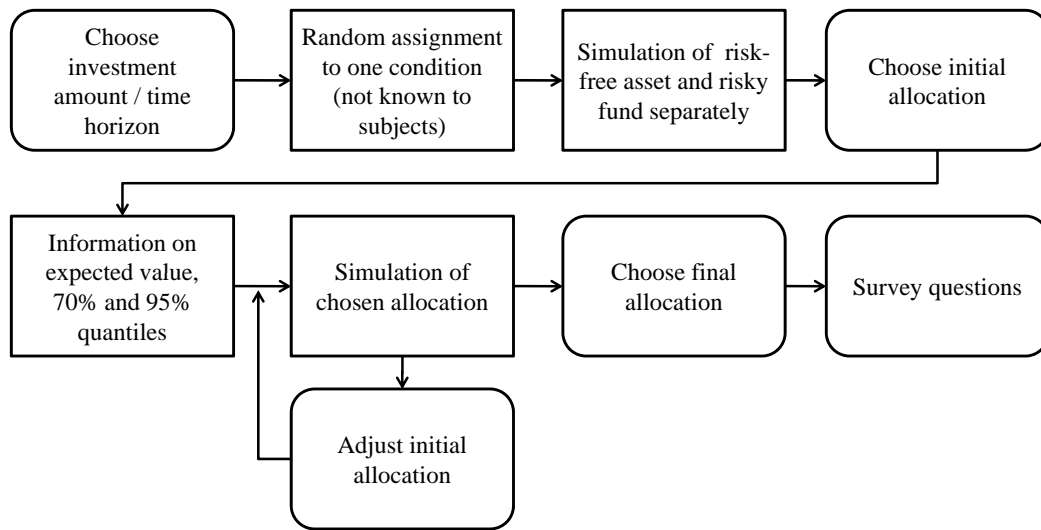 Choose
investment
amount / time
horizon
Random assignment
to one condition
(not known to
subjects)
Simulation of risk-
free asset and risky
fund separately
Choose initial
allocation
Information on
expected value,
70% and 95%
quantiles
Simulation of
chosen allocation
Choose final
allocation
Survey questions
Adjust initial
allocation